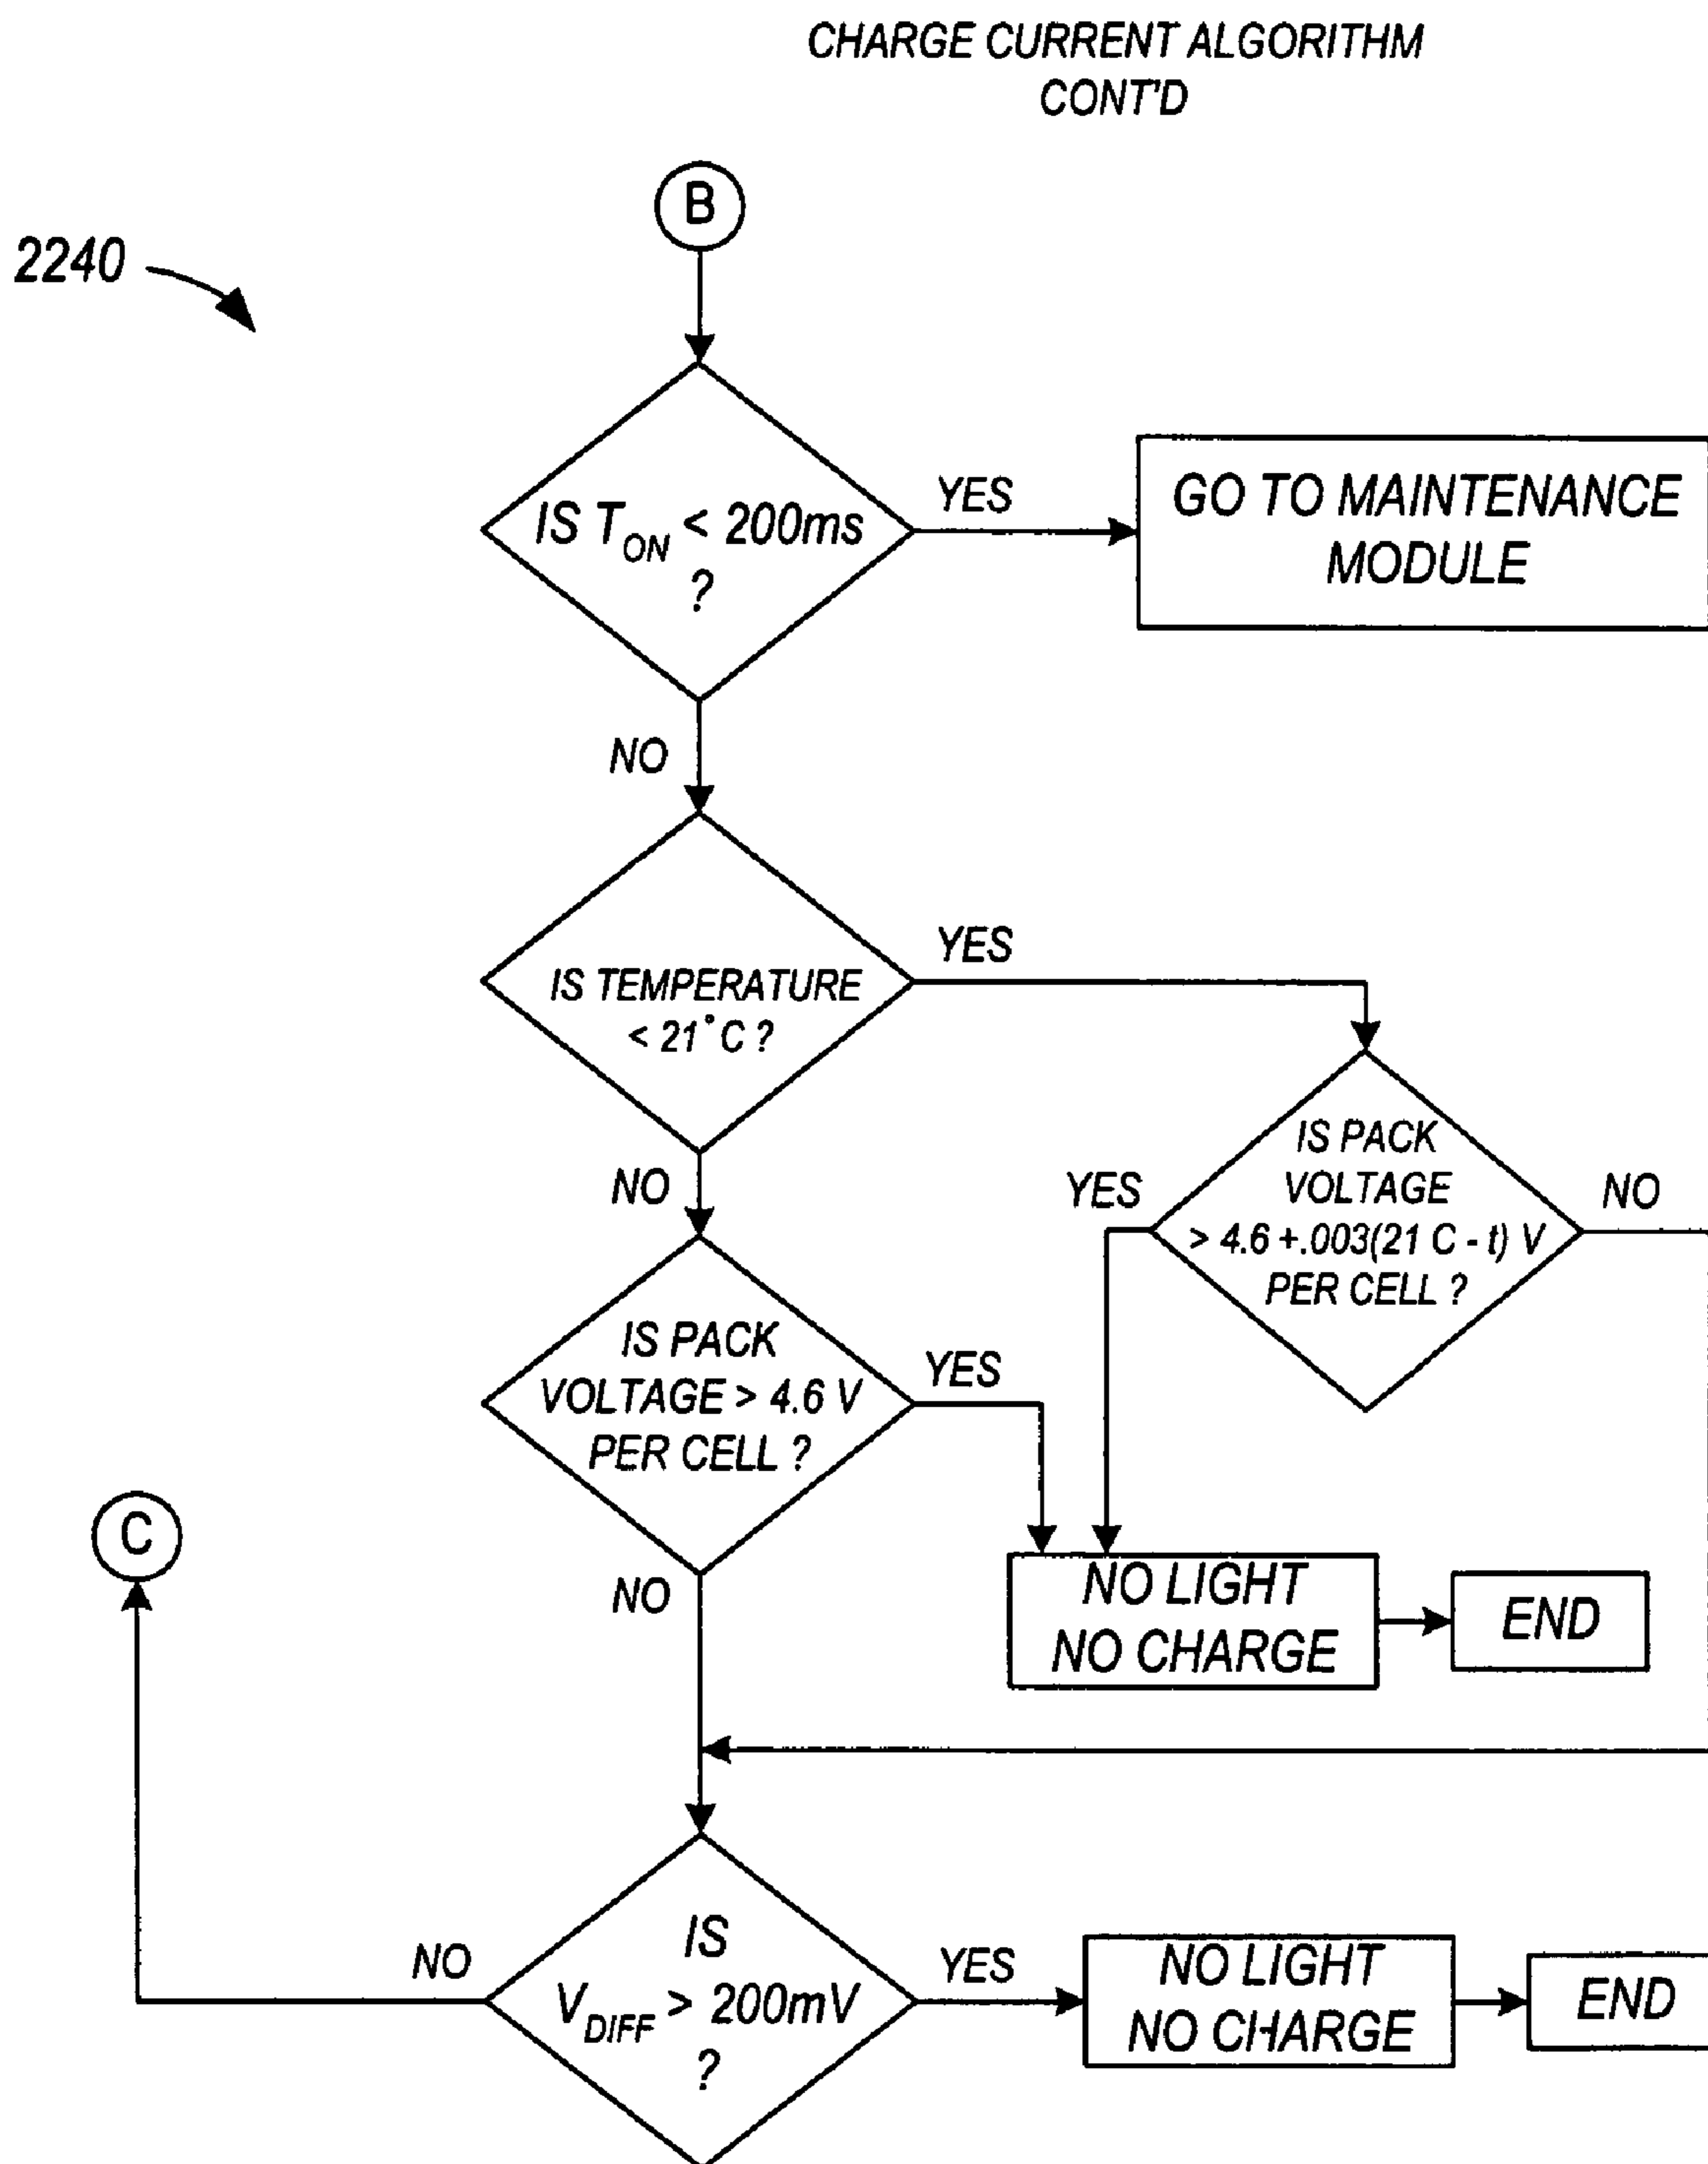 CHARGE CURRENT ALGORITHM
CONT'D
B
2240
IS T_ON < 200ms
?
YES
GO TO MAINTENANCE
MODULE
NO
IS TEMPERATURE
< 21°C ?
YES
NO
IS PACK
VOLTAGE
> 4.6 +.003(21 C - t) V
PER CELL ?
YES
NO
IS PACK
VOLTAGE > 4.6 V
PER CELL ?
YES
NO
C
NO LIGHT
NO CHARGE
END
IS
V_DIFF > 200mV
?
NO
YES
NO LIGHT
NO CHARGE
END